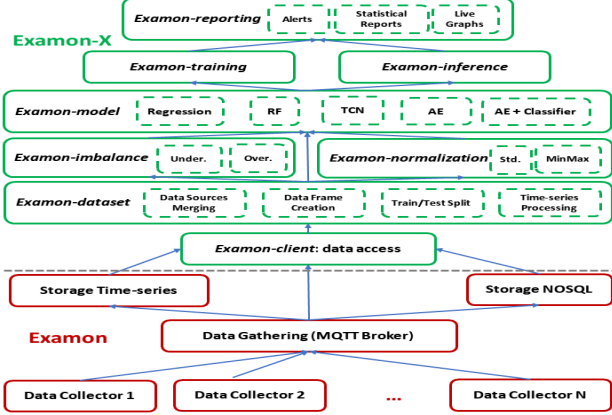 Examon-X
Examon-reporting
Alerts
Statistical
Reports
Live
Graphs
Examon-training
Examon-inference
Examon-model
Regression
RF
TCN
AE
AE + Classifier
Examon-imbalance
Under.
Over.
Examon-normalization
Std.
MinMax
Examon-dataset
Data Sources
Merging
Data Frame
Creation
Train/Test Split
Time-series
Processing
Examon-client: data access
Storage Time-series
Storage NOSQL
Examon
Data Gathering (MQTT Broker)
Data Collector 1
Data Collector 2
...
Data Collector N